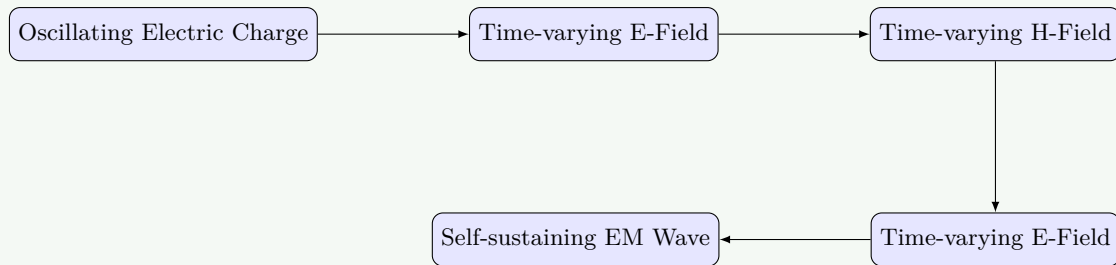 Oscillating Electric Charge
Time-varying E-Field
Time-varying H-Field
Time-varying E-Field
Self-sustaining EM Wave